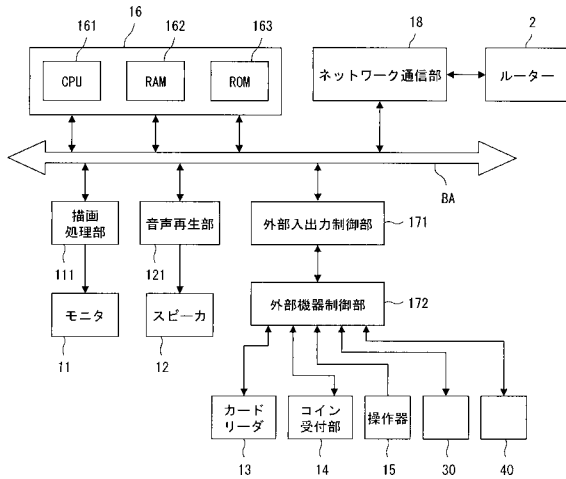 16
161
162
163
18
2
CPU
RAM
ROM
ネットワーク通信部
ルーター
BA
描画
処理部
音声再生部
外部入出力制御部
111
121
171
モニタ
スピーカ
外部機器制御部
172
11
12
カード
リーダ
コイン
受付部
操作器
13
14
15
30
40